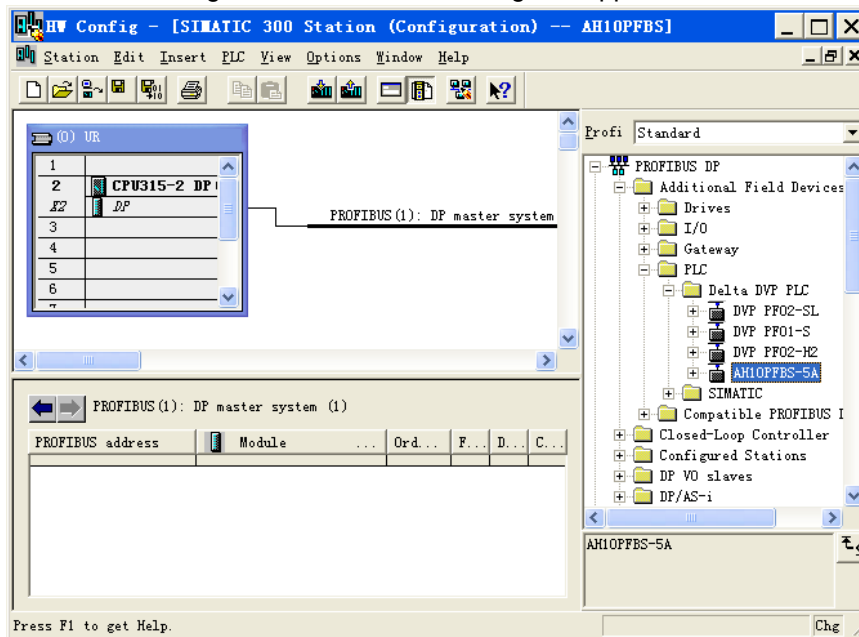 HW Config - [SIMATIC 300 Station (Configuration) -- AH10PFBS]
Station Edit Insert PLC View Options Window Help
(0) UR
1
2 CPU315-2 DP
X2 DP
3
4
5
6
7
PROFIBUS(1): DP master system
Profi Standard
PROFIBUS DP
Additional Field Devices
Drives
I/O
Gateway
PLC
Delta DVP PLC
DVP PF02-SL
DVP PF01-S
DVP PF02-H2
AH10PFBS-5A
SIMATIC
Compatible PROFIBUS
Closed-Loop Controller
Configured Stations
DP V0 slaves
DP/AS-i
PROFIBUS(1): DP master system (1)
PROFIBUS address Module ... Ord... F... D... C...
AH10PFBS-5A
Press F1 to get Help.
Chg